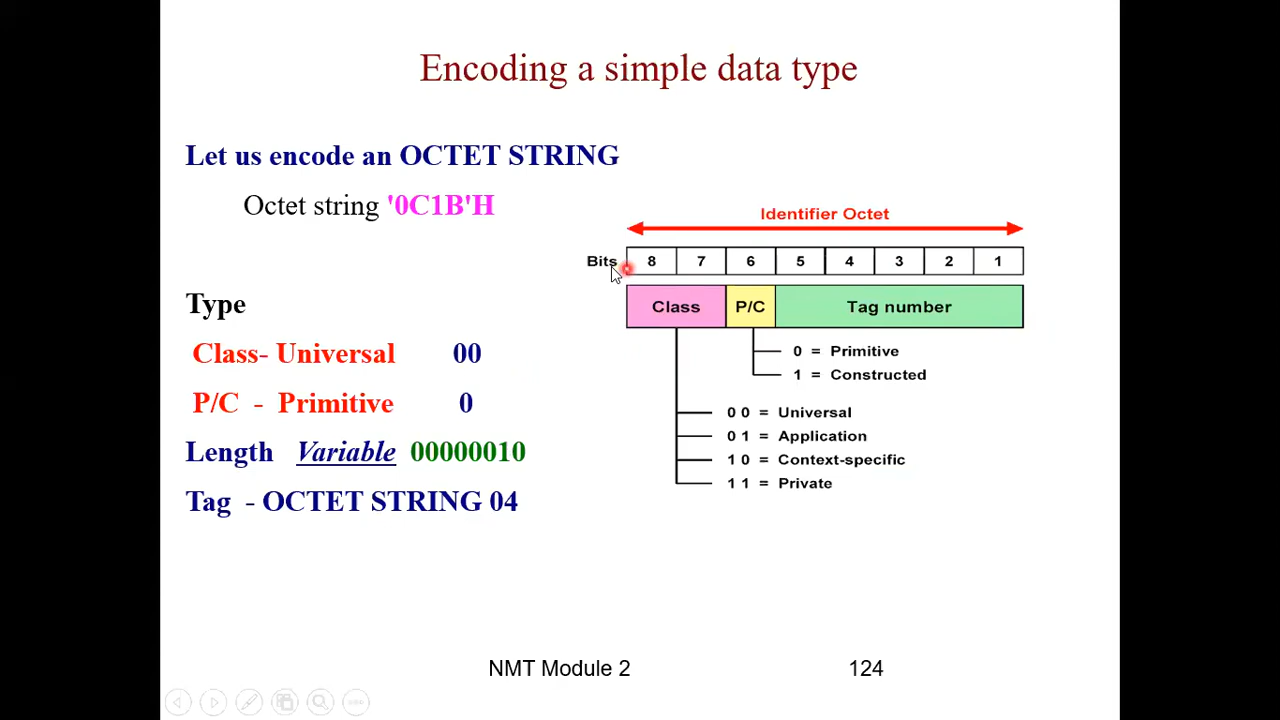 Encoding a simple data type
Let us encode an OCTET STRING
Octet string '0C1B'H
Type
Class- Universal 00
P/C - Primitive 0
Length Variable 00000010
Tag - OCTET STRING 04
Identifier Octet
Bits 8 7 6 5 4 3 2 1
Class P/C Tag number
0 = Primitive
1 = Constructed
0 0 = Universal
0 1 = Application
1 0 = Context-specific
1 1 = Private
NMT Module 2 124